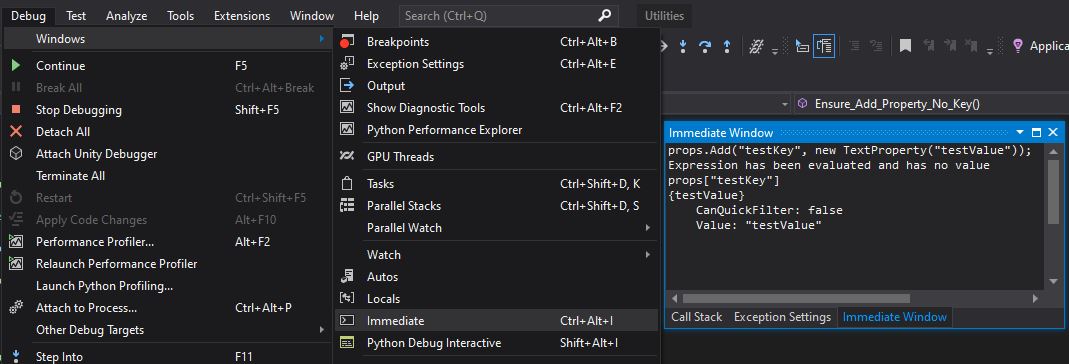 Debug Test Analyze Tools Extensions Window Help Search (Ctrl+Q) Utilities
Windows
Continue F5
Break All Ctrl+Alt+Break
Stop Debugging Shift+F5
Detach All
Attach Unity Debugger
Terminate All
Restart Ctrl+Shift+F5
Apply Code Changes Alt+F10
Performance Profiler... Alt+F2
Relaunch Performance Profiler
Launch Python Profiling...
Attach to Process... Ctrl+Alt+P
Other Debug Targets
Step Into F11
Breakpoints Ctrl+Alt+B
Exception Settings Ctrl+Alt+E
Output
Show Diagnostic Tools Ctrl+Alt+F2
Python Performance Explorer
GPU Threads
Tasks Ctrl+Shift+D, K
Parallel Stacks Ctrl+Shift+D, S
Parallel Watch
Watch
Autos
Locals
Immediate Ctrl+Alt+I
Python Debug Interactive Shift+Alt+I
Applica
Ensure_Add_Property_No_Key()
Immediate Window
props.Add("testKey", new TextProperty("testValue"));
Expression has been evaluated and has no value
props["testKey"]
{testValue}
CanQuickFilter: false
Value: "testValue"
Call Stack Exception Settings Immediate Window